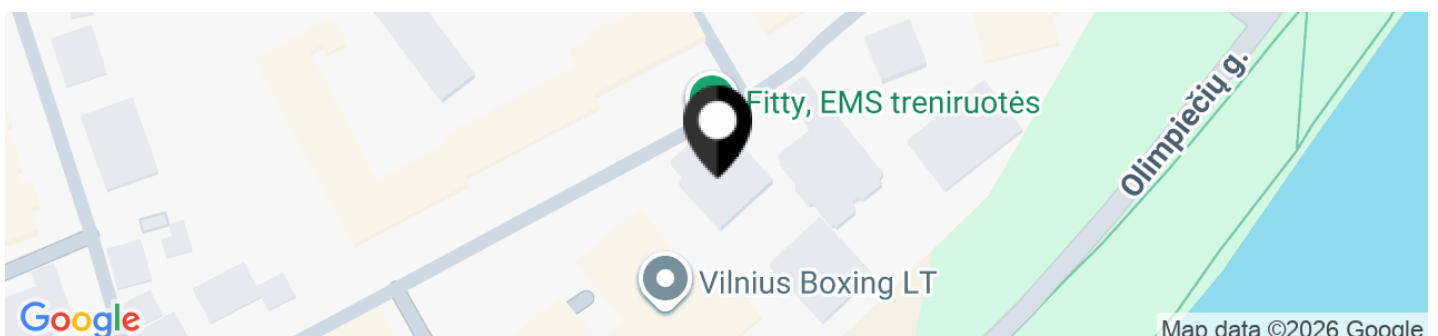 Fitty, EMS treniruotės
Olimpiečių g.
Vilnius Boxing LT
Google
Map data ©2026 Google